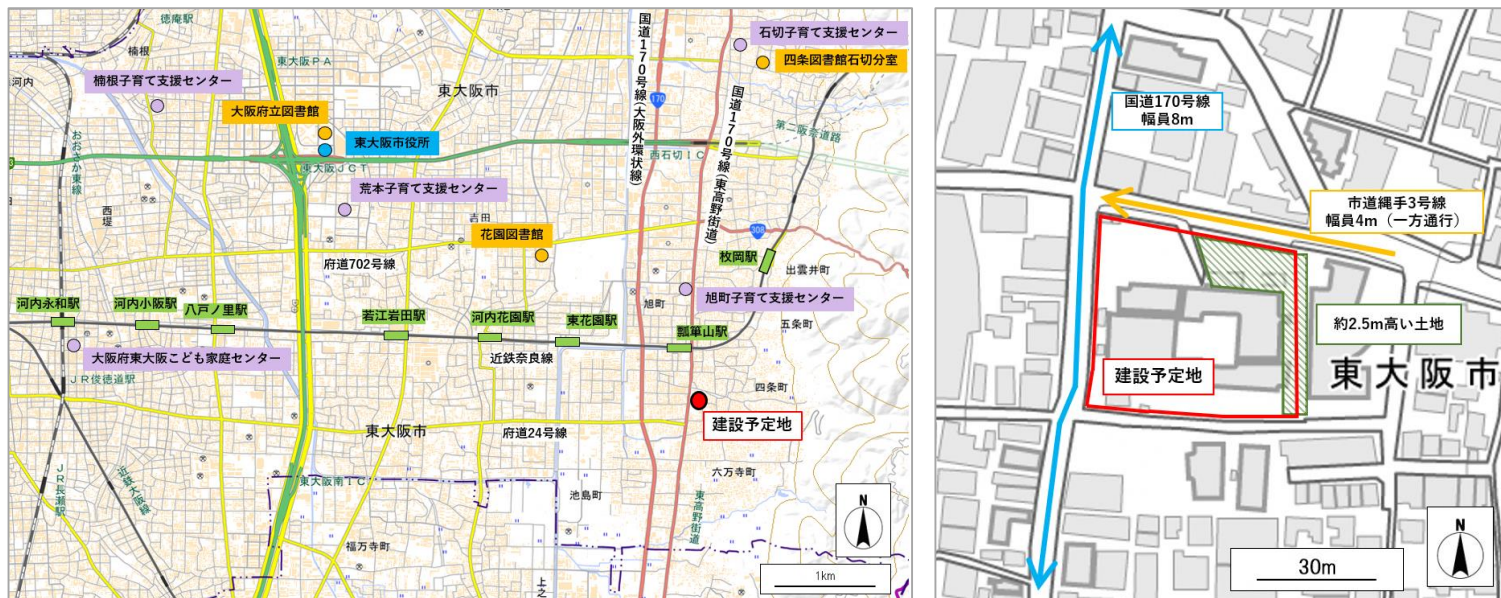 徳庵駅
楠根
河内
楠根子育て支援センター
東大阪PA
東大阪市
大阪府立図書館
東大阪市役所
東大阪JCT
おおさか東線
西堤
荒本子育て支援センター
吉田
花園図書館
府道702号線
国道170号線(大阪外環状線)
170
国道170号線(東高野街道)
石切子育て支援センター
四条図書館石切分室
第二阪奈道路
西石切IC
308
枚岡駅
出雲井町
旭町
旭町子育て支援センター
五条町
河内永和駅
河内小阪駅
八戸ノ里駅
若江岩田駅
河内花園駅
東花園駅
瓢箪山駅
近鉄奈良線
大阪府東大阪こども家庭センター
JR俊徳道駅
四条町
建設予定地
東大阪市
府道24号線
JR長瀬駅
近鉄大阪線
東大阪南IC
六万寺町
池島町
東高野街道
福万寺町
上之
N
1km
国道170号線
幅員8m
市道縄手3号線
幅員4m(一方通行)
約2.5m高い土地
建設予定地
東大阪市
30m
N